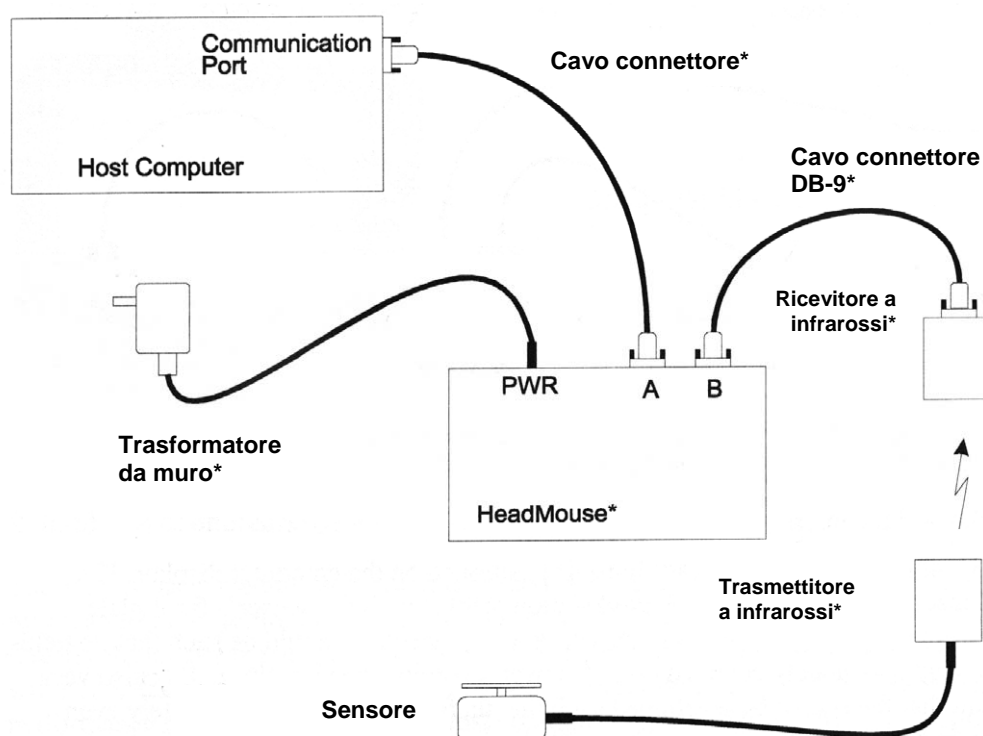 Communication
Port
Host Computer
Cavo connettore*
Cavo connettore
DB-9*
Ricevitore a
infrarossi*
PWR
A
B
Trasformatore
da muro*
HeadMouse*
Trasmettitore
a infrarossi*
Sensore